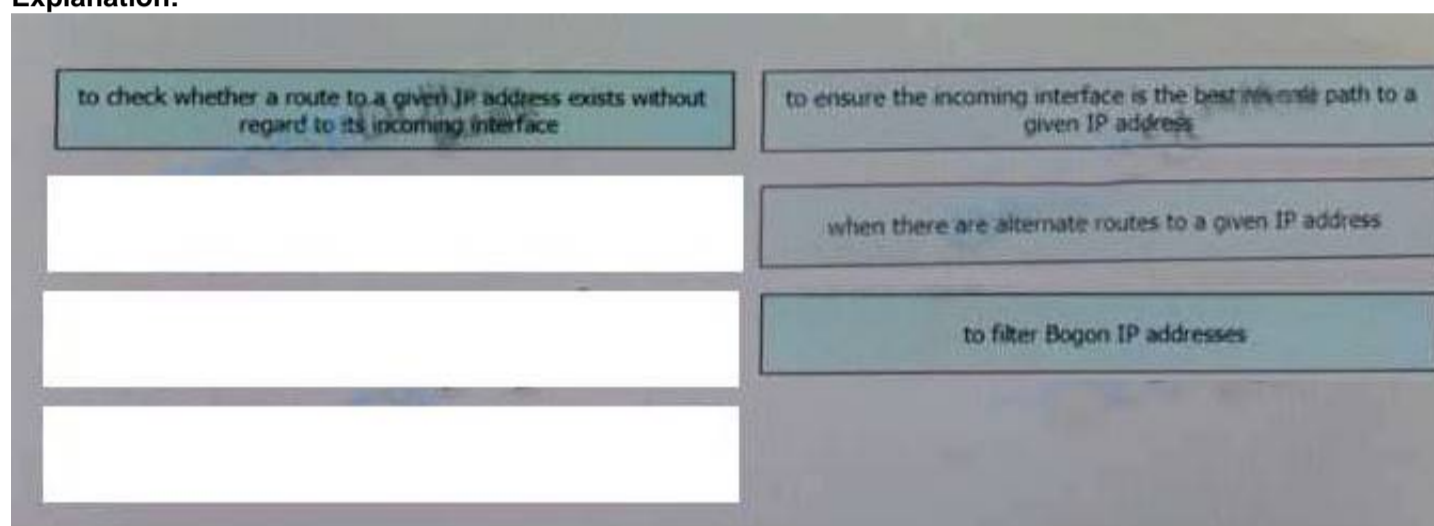 Explanation:
to check whether a route to a given IP address exists without
regard to its incoming interface
to ensure the incoming interface is the best reverse path to a
given IP address
when there are alternate routes to a given IP address
to filter Bogon IP addresses